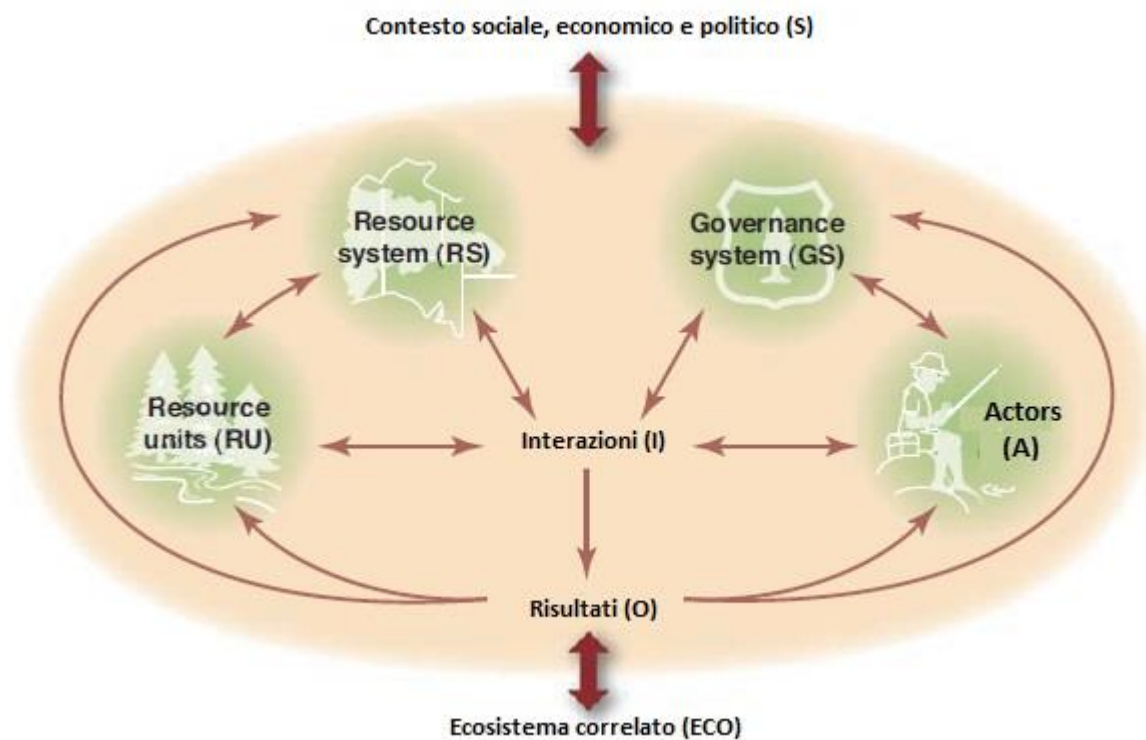 Contesto sociale, economico e politico (S)
Resource
system (RS)
Governance
system (GS)
Resource
units (RU)
Interazioni (I)
Actors
(A)
Risultati (O)
Ecosistema correlato (ECO)